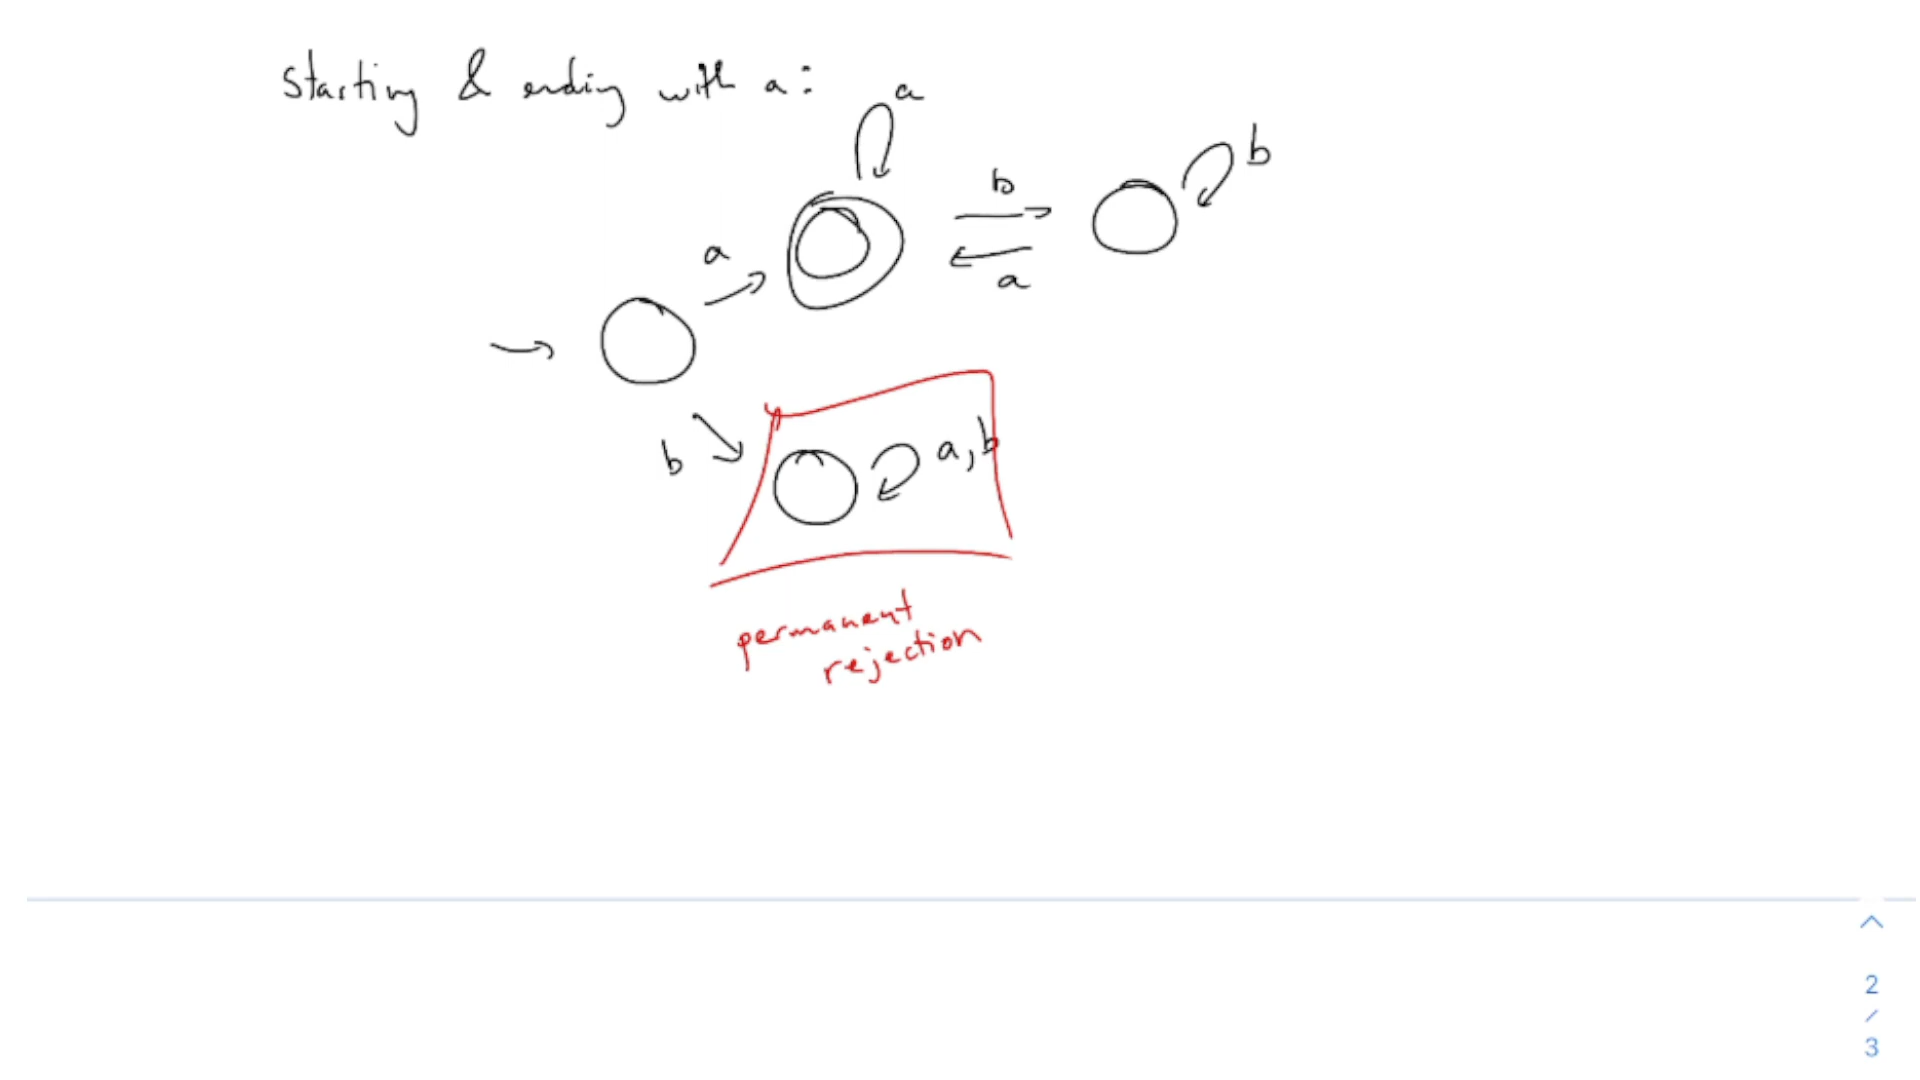 starting & ending with a:
a
b
b
a
a
b
a, b
permanent
rejection
2
/
3